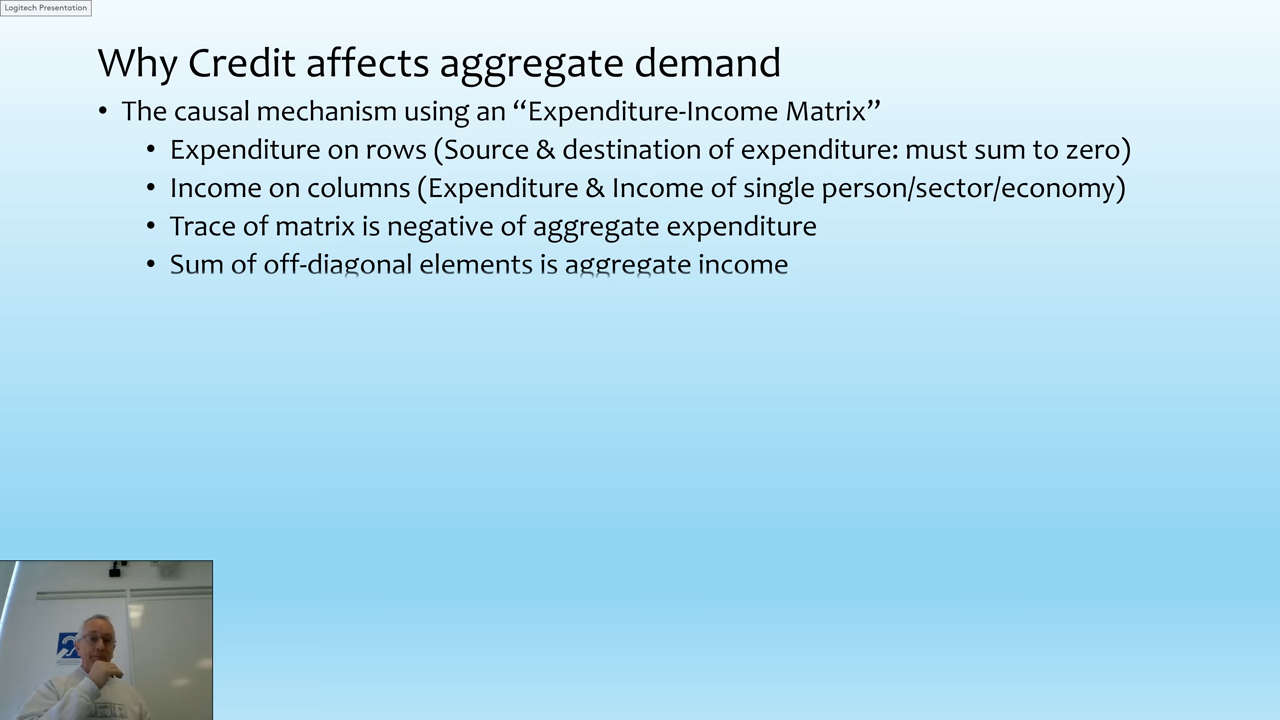 Logitech Presentation
Why Credit affects aggregate demand
• The causal mechanism using an “Expenditure-Income Matrix”
• Expenditure on rows (Source & destination of expenditure: must sum to zero)
• Income on columns (Expenditure & Income of single person/sector/economy)
• Trace of matrix is negative of aggregate expenditure
• Sum of off-diagonal elements is aggregate income